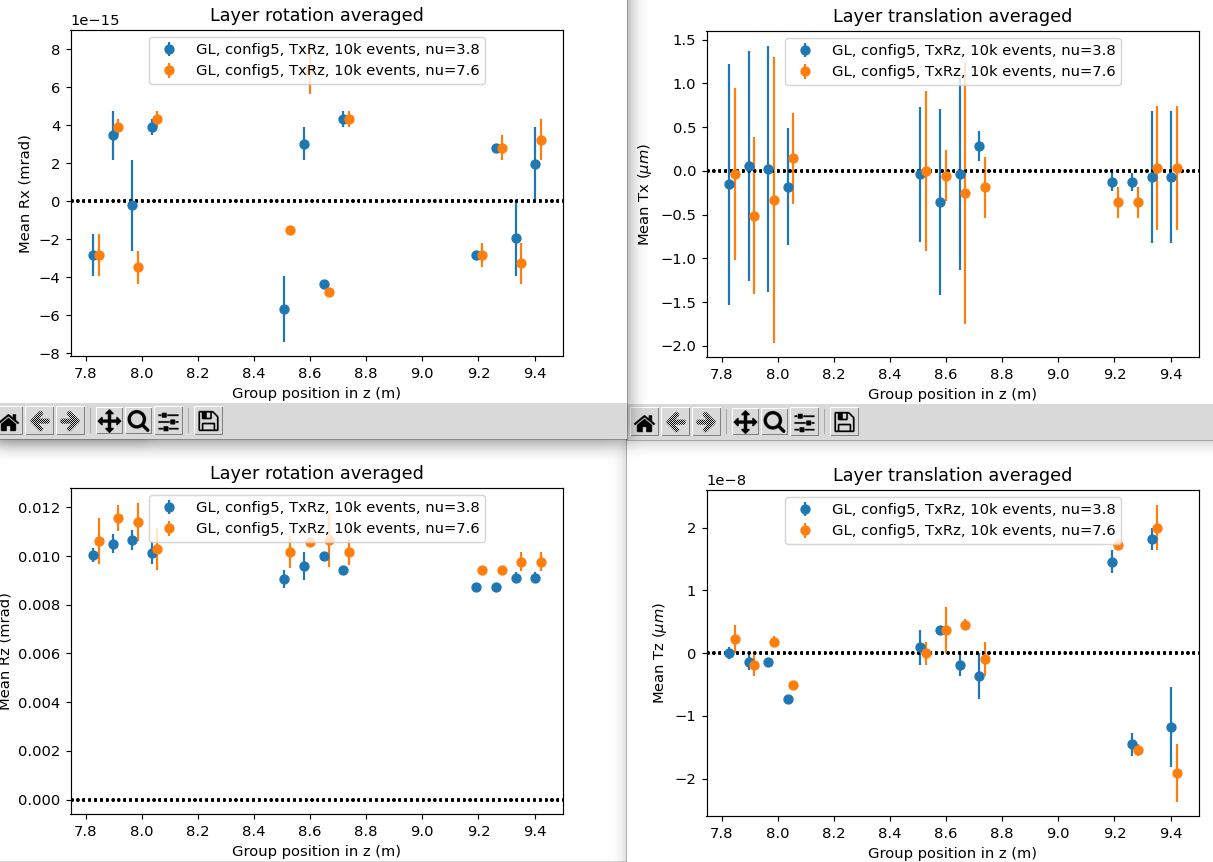 Layer rotation averaged
1e−15
GL, config5, TxRz, 10k events, nu=3.8
GL, config5, TxRz, 10k events, nu=7.6
8
6
4
2
0
−2
−4
−6
−8
Mean Rx (mrad)
7.8 8.0 8.2 8.4 8.6 8.8 9.0 9.2 9.4
Group position in z (m)
Layer translation averaged
GL, config5, TxRz, 10k events, nu=3.8
GL, config5, TxRz, 10k events, nu=7.6
1.5
1.0
0.5
0.0
−0.5
−1.0
−1.5
−2.0
Mean Tx (μm)
7.8 8.0 8.2 8.4 8.6 8.8 9.0 9.2 9.4
Group position in z (m)
Layer rotation averaged
GL, config5, TxRz, 10k events, nu=3.8
GL, config5, TxRz, 10k events, nu=7.6
0.012
0.010
0.008
0.006
0.004
0.002
0.000
Mean Rz (mrad)
7.8 8.0 8.2 8.4 8.6 8.8 9.0 9.2 9.4
Group position in z (m)
Layer translation averaged
1e−8
GL, config5, TxRz, 10k events, nu=3.8
GL, config5, TxRz, 10k events, nu=7.6
2
1
0
−1
−2
Mean Tz (μm)
7.8 8.0 8.2 8.4 8.6 8.8 9.0 9.2 9.4
Group position in z (m)